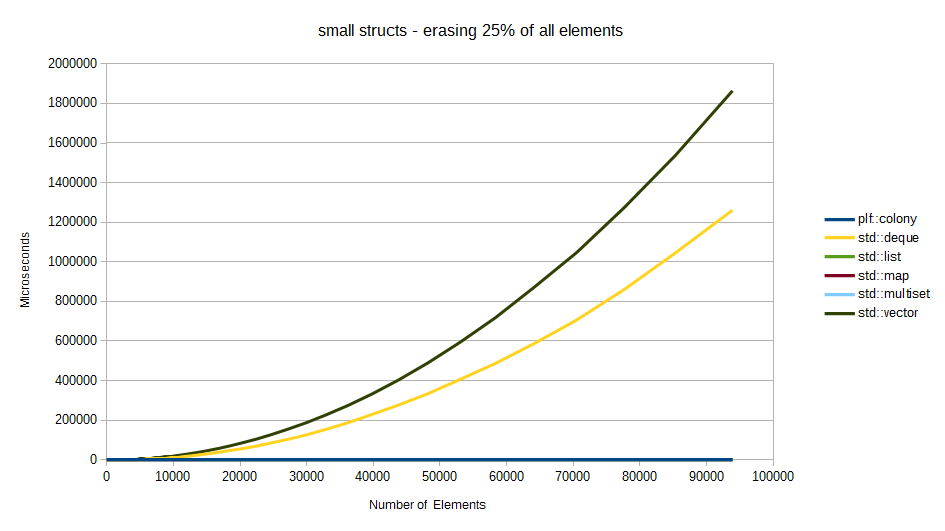 small structs - erasing 25% of all elements
2000000
1800000
1600000
1400000
1200000
1000000
800000
600000
400000
200000
0
0 10000 20000 30000 40000 50000 60000 70000 80000 90000 100000
Microseconds
Number of Elements
plf::colony
std::deque
std::list
std::map
std::multiset
std::vector